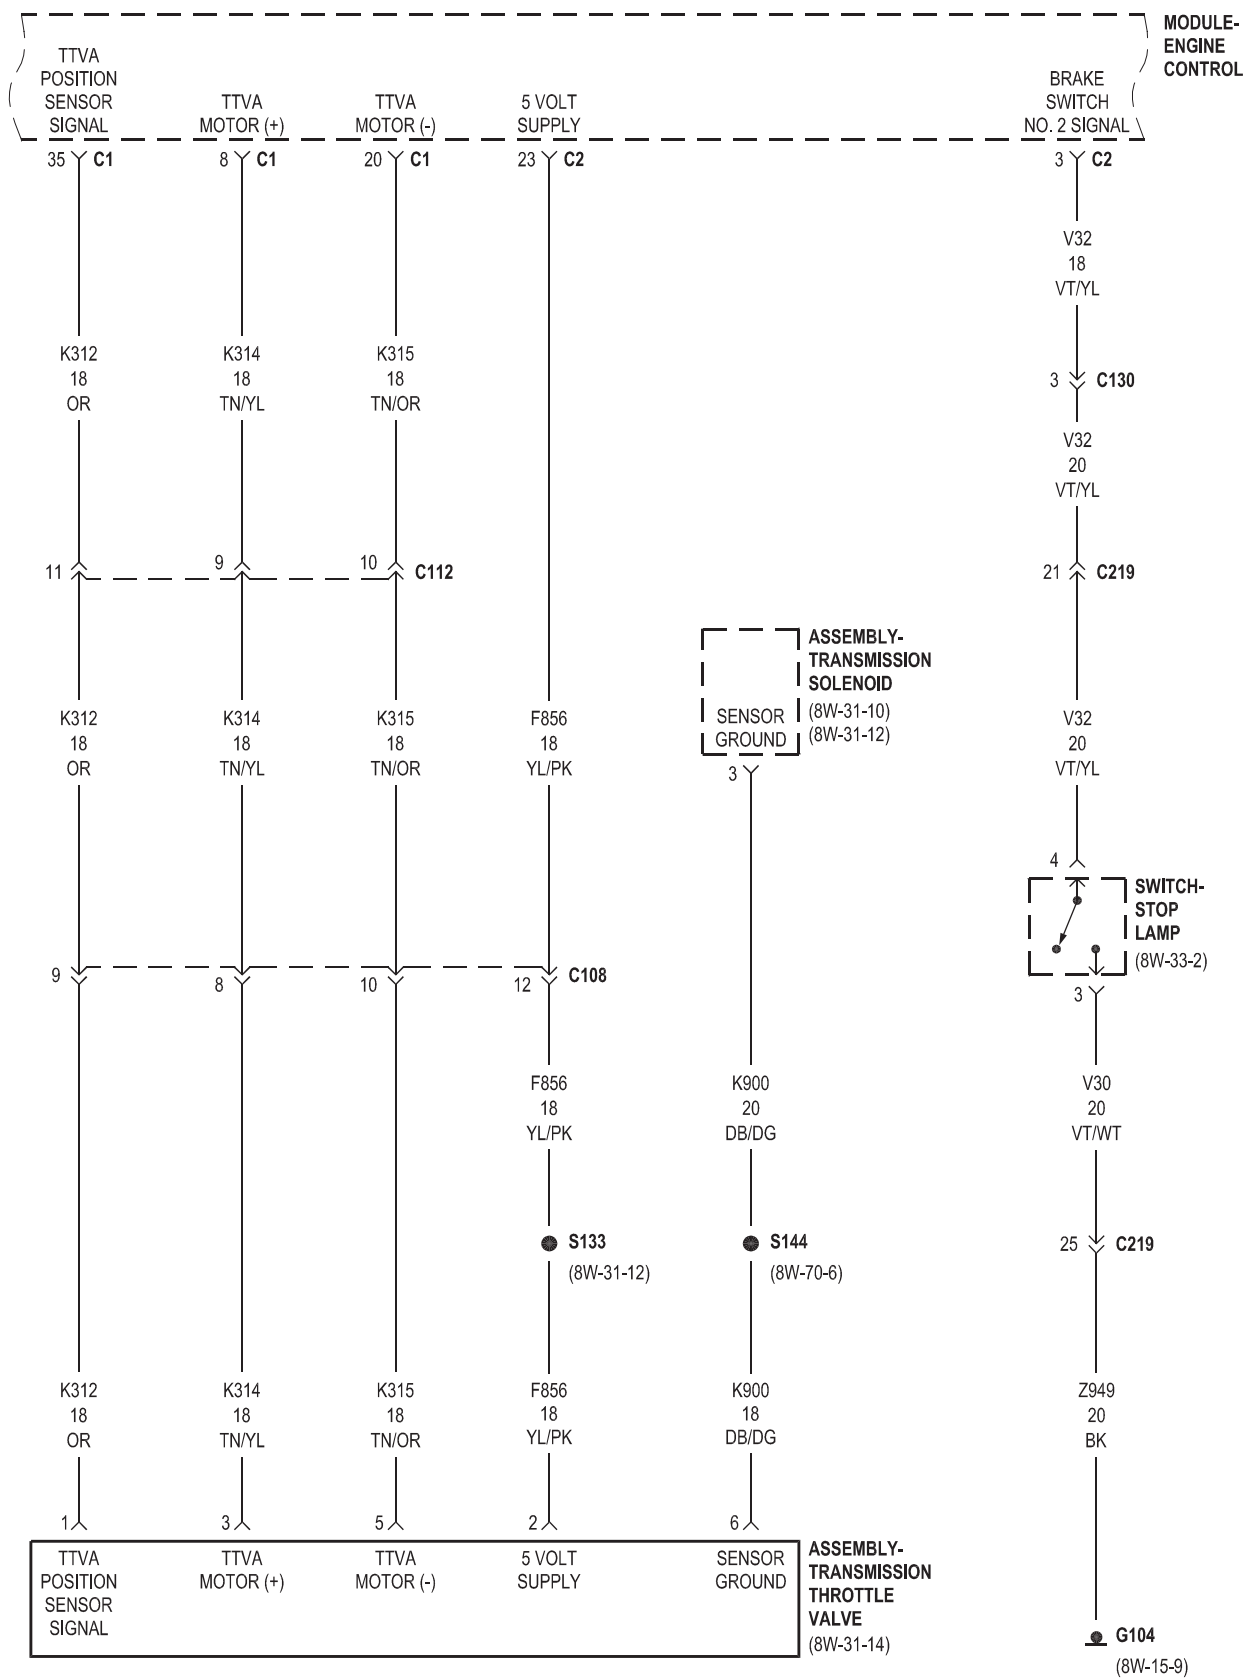 MODULE-
ENGINE
CONTROL
TTVA
POSITION
SENSOR
SIGNAL
TTVA
MOTOR (+)
TTVA
MOTOR (-)
5 VOLT
SUPPLY
BRAKE
SWITCH
NO. 2 SIGNAL
35 C1
8 C1
20 C1
23 C2
3 C2
V32
18
VT/YL
K312
18
OR
K314
18
TN/YL
K315
18
TN/OR
3 C130
V32
20
VT/YL
11
9
10 C112
21 C219
ASSEMBLY-
TRANSMISSION
SOLENOID
(8W-31-10)
(8W-31-12)
SENSOR
GROUND
3
K312
18
OR
K314
18
TN/YL
K315
18
TN/OR
F856
18
YL/PK
V32
20
VT/YL
4
SWITCH-
STOP
LAMP
(8W-33-2)
3
9
8
10
12 C108
F856
18
YL/PK
K900
20
DB/DG
V30
20
VT/WT
S133
(8W-31-12)
S144
(8W-70-6)
25 C219
K312
18
OR
K314
18
TN/YL
K315
18
TN/OR
F856
18
YL/PK
K900
18
DB/DG
Z949
20
BK
1
3
5
2
6
TTVA
POSITION
SENSOR
SIGNAL
TTVA
MOTOR (+)
TTVA
MOTOR (-)
5 VOLT
SUPPLY
SENSOR
GROUND
ASSEMBLY-
TRANSMISSION
THROTTLE
VALVE
(8W-31-14)
G104
(8W-15-9)